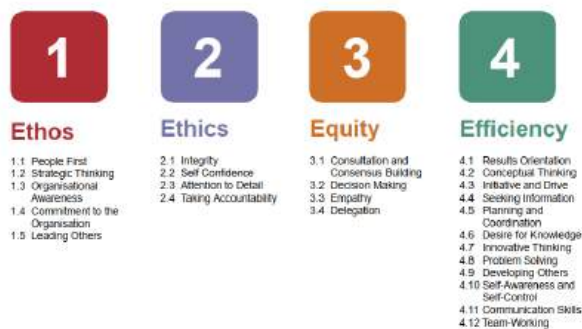 1
Ethos
1.1 People First
1.2 Strategic Thinking
1.3 Organisational
Awareness
1.4 Commitment to the
Organisation
1.5 Leading Others
2
Ethics
2.1 Integrity
2.2 Self Confidence
2.3 Attention to Detail
2.4 Taking Accountability
3
Equity
3.1 Consultation and
Consensus Building
3.2 Decision Making
3.3 Empathy
3.4 Delegation
4
Efficiency
4.1 Results Orientation
4.2 Conceptual Thinking
4.3 Initiative and Drive
4.4 Seeking Information
4.5 Planning and
Coordination
4.6 Desire for Knowledge
4.7 Innovative Thinking
4.8 Problem Solving
4.9 Developing Others
4.10 Self-Awareness and
Self-Control
4.11 Communication Skills
4.12 Team-Working